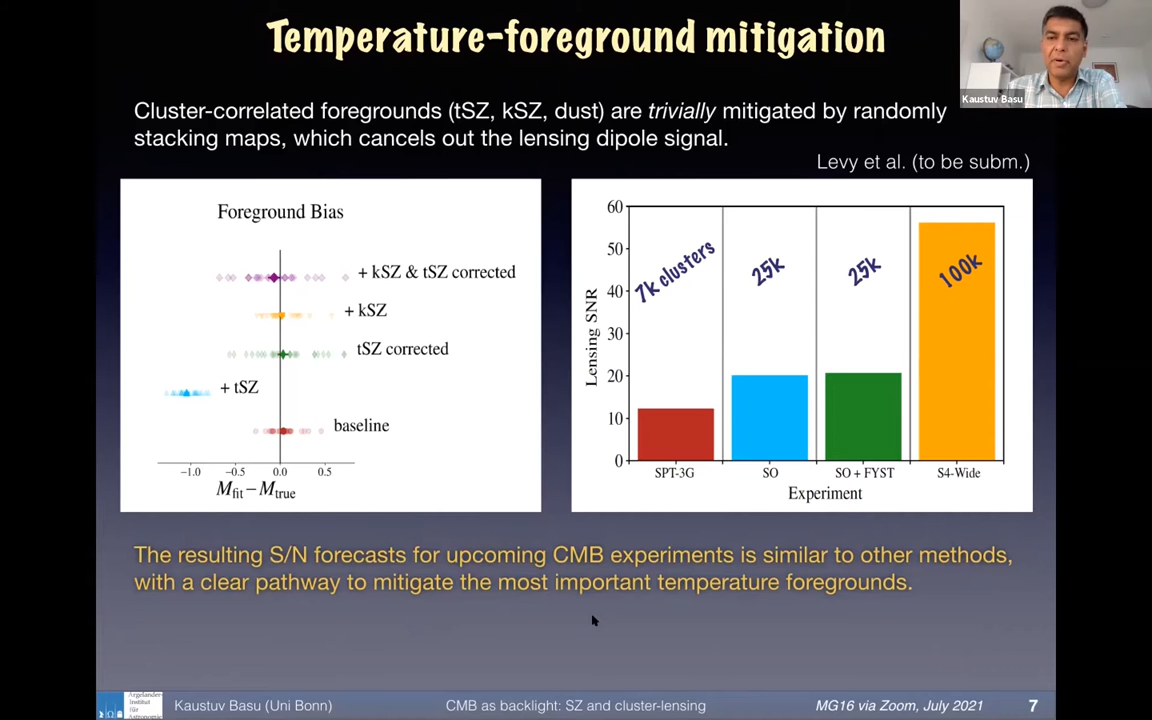 Temperature-foreground mitigation
Kaustuv Basu
Cluster-correlated foregrounds (tSZ, kSZ, dust) are trivially mitigated by randomly
stacking maps, which cancels out the lensing dipole signal.
Levy et al. (to be subm.)
Foreground Bias
+ kSZ & tSZ corrected
+ kSZ
tSZ corrected
+ tSZ
baseline
−1.0 −0.5 0.0 0.5
Mfit − Mtrue
60
50
40
30
20
10
0
Lensing SNR
7k clusters
25k
25k
100k
SPT-3G SO SO + FYST S4-Wide
Experiment
The resulting S/N forecasts for upcoming CMB experiments is similar to other methods,
with a clear pathway to mitigate the most important temperature foregrounds.
Argelander-
Institut
für
Astronomie
Kaustuv Basu (Uni Bonn)
CMB as backlight: SZ and cluster-lensing
MG16 via Zoom, July 2021
7